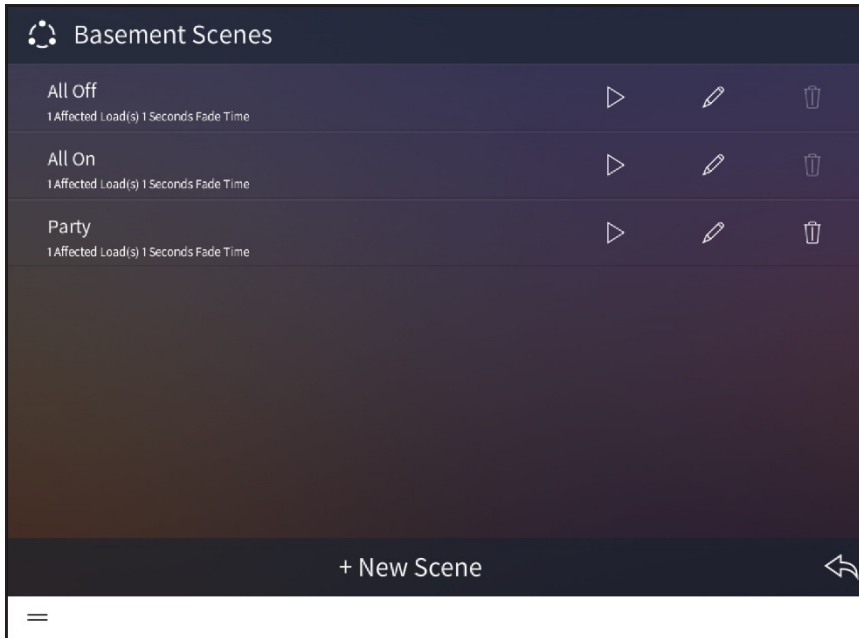 Basement Scenes
All Off
1 Affected Load(s) 1 Seconds Fade Time
All On
1 Affected Load(s) 1 Seconds Fade Time
Party
1 Affected Load(s) 1 Seconds Fade Time
+ New Scene